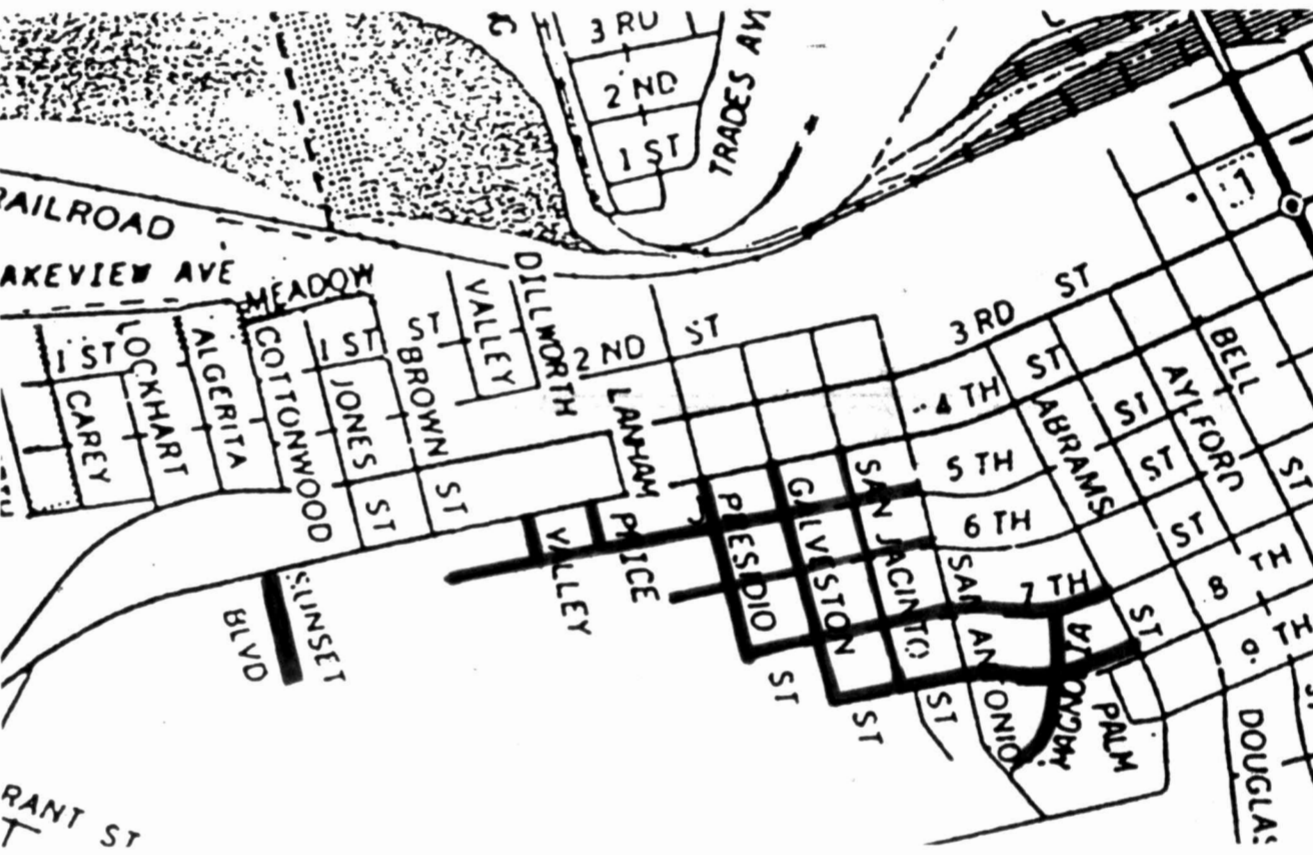 3 RD
2 ND
1 ST
TRADES AV
RAILROAD
AKEVIEW AVE
MEADOW
1 ST
LOCKHART
CAREY
ALGERITA
COTTONWOOD
1 ST
JONES
ST
ST
BROWN
ST
VALLEY
DILLWORTH
2 ND ST
LANHAM
3 RD ST
4 TH ST
5 TH ST
6 TH ST
7 TH ST
8 TH
9 TH
ABRAMS
AYLFORD
BELL
ST
ST
PRESIDIO
ST
GALVESTON
ST
SAN JACINTO
ST
SAN ANTONIO
MAGNOLIA
PALM
DOUGLAS
VALLEY
PRICE
SUNSET
BLVD
RANT ST